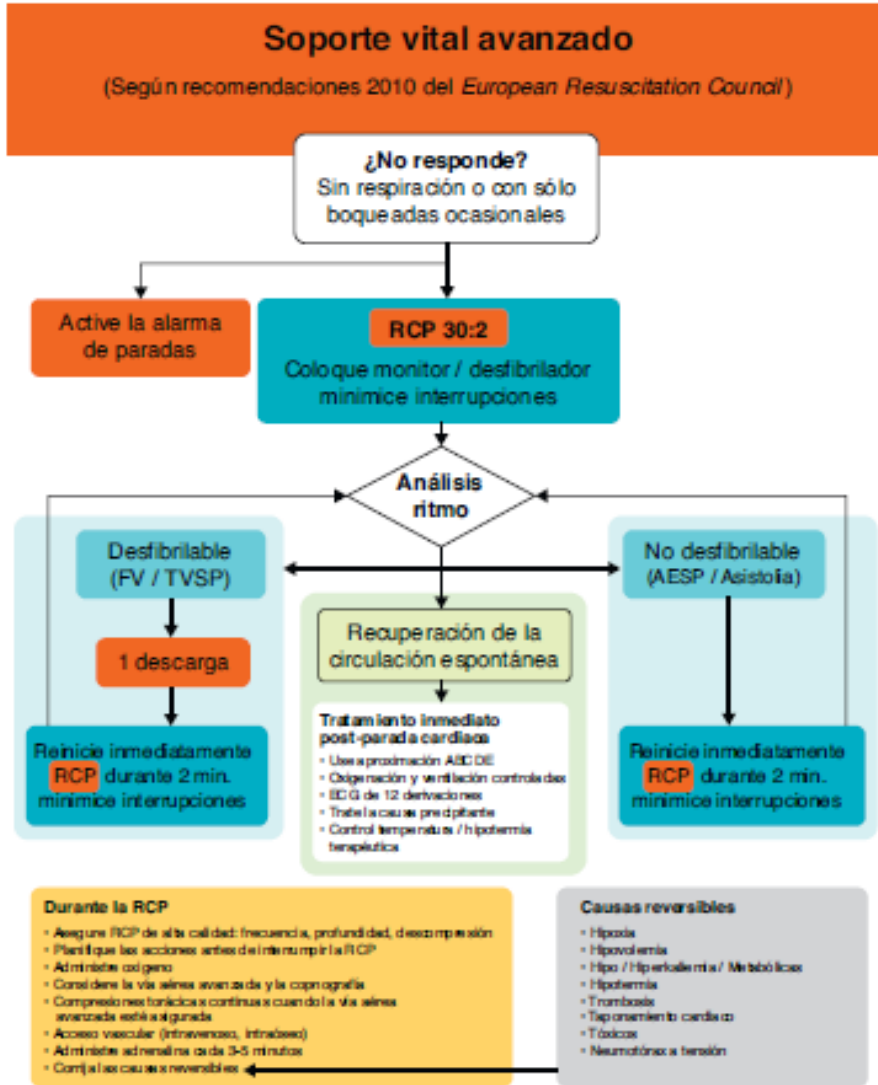 Soporte vital avanzado
(Según recomendaciones 2010 del European Resuscitation Council)
¿No responde?
Sin respiración o con sólo
boqueadas ocasionales
Active la alarma
de paradas
RCP 30:2
Coloque monitor / desfibrilador
minimice interrupciones
Análisis
ritmo
Desfibrilable
(FV / TVSP)
No desfibrilable
(AESP / Asistolia)
1 descarga
Recuperación de la
circulación espontánea
Reinicie inmediatamente
RCP durante 2 min.
minimice interrupciones
Tratamiento inmediato
post-parada cardiaca
• Use aproximación ABCDE
• Oxigenación y ventilación controladas
• ECG de 12 derivaciones
• Trate la causa precipitante
• Control temperatura / hipotermia
terapéutica
Reinicie inmediatamente
RCP durante 2 min.
minimice interrupciones
Durante la RCP
• Asegure RCP de alta calidad: frecuencia, profundidad, descompresión
• Planifique las acciones antes de interrumpir la RCP
• Administre oxígeno
• Considere la vía aérea avanzada y la capnografía
• Compresiones torácicas continuas cuando la vía aérea
avanzada esté asegurada
• Acceso vascular (intravenoso, intraóseo)
• Administre adrenalina cada 3-5 minutos
• Corrija las causas reversibles
Causas reversibles
• Hipoxia
• Hipovolemia
• Hipo / Hiperkaliemia / Metabólicas
• Hipotermia
• Trombosis
• Taponamiento cardiaco
• Tóxicos
• Neumotórax a tensión